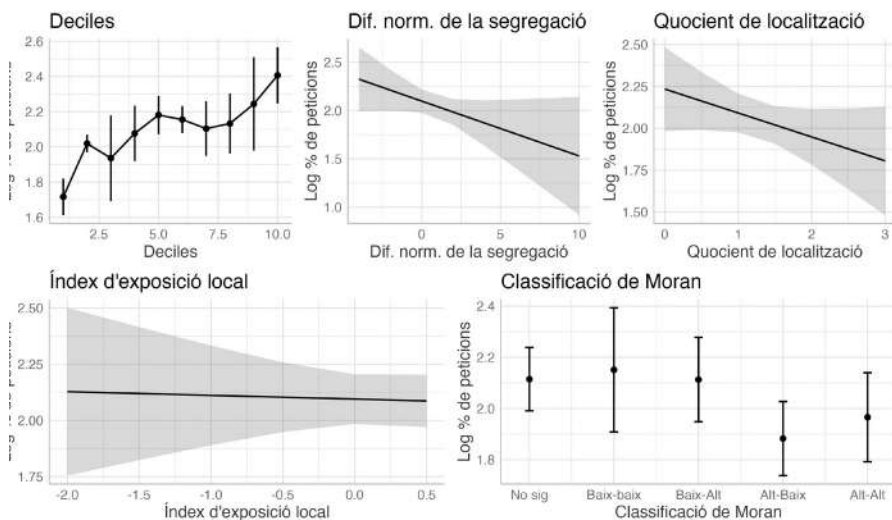 Deciles
Log % de peticions
2.6
2.4
2.2
2.0
1.8
1.6
2.5 5.0 7.5 10.0
Deciles
Dif. norm. de la segregació
Log % de peticions
2.5
2.0
1.5
1.0
0 5 10
Dif. norm. de la segregació
Quocient de localització
Log % de peticions
2.50
2.25
2.00
1.75
1.50
0 1 2 3
Quocient de localització
Índex d'exposició local
Log % de peticions
2.50
2.25
2.00
1.75
-2.0 -1.5 -1.0 -0.5 0.0 0.5
Índex d'exposició local
Classificació de Moran
Log % de peticions
2.4
2.2
2.0
1.8
No sig Baix-baix Baix-Alt Alt-Baix Alt-Alt
Classificació de Moran